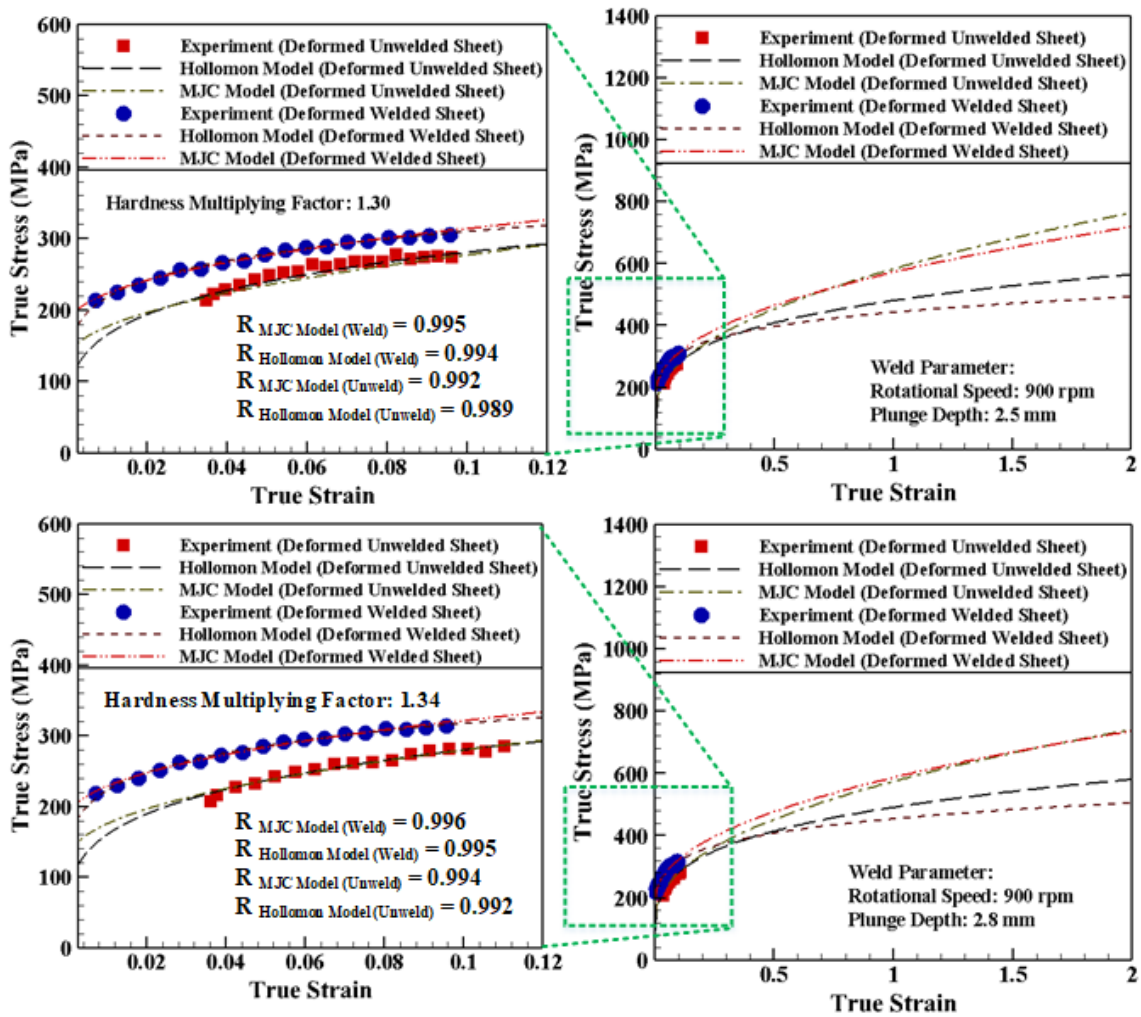 600
500
400
300
200
100
0
True Stress (MPa)
Experiment (Deformed Unwelded Sheet)
Hollomon Model (Deformed Unwelded Sheet)
MJC Model (Deformed Unwelded Sheet)
Experiment (Deformed Welded Sheet)
Hollomon Model (Deformed Welded Sheet)
MJC Model (Deformed Welded Sheet)
Hardness Multiplying Factor: 1.30
R MJC Model (Weld) = 0.995
R Hollomon Model (Weld) = 0.994
R MJC Model (Unweld) = 0.992
R Hollomon Model (Unweld) = 0.989
0.02 0.04 0.06 0.08 0.1 0.12
True Strain
1400
1200
1000
800
600
400
200
0
True Stress (MPa)
Experiment (Deformed Unwelded Sheet)
Hollomon Model (Deformed Unwelded Sheet)
MJC Model (Deformed Unwelded Sheet)
Experiment (Deformed Welded Sheet)
Hollomon Model (Deformed Welded Sheet)
MJC Model (Deformed Welded Sheet)
Weld Parameter:
Rotational Speed: 900 rpm
Plunge Depth: 2.5 mm
0.5 1 1.5 2
True Strain
600
500
400
300
200
100
0
True Stress (MPa)
Experiment (Deformed Unwelded Sheet)
Hollomon Model (Deformed Unwelded Sheet)
MJC Model (Deformed Unwelded Sheet)
Experiment (Deformed Welded Sheet)
Hollomon Model (Deformed Welded Sheet)
MJC Model (Deformed Welded Sheet)
Hardness Multiplying Factor: 1.34
R MJC Model (Weld) = 0.996
R Hollomon Model (Weld) = 0.995
R MJC Model (Unweld) = 0.994
R Hollomon Model (Unweld) = 0.992
0.02 0.04 0.06 0.08 0.1 0.12
True Strain
1400
1200
1000
800
600
400
200
0
True Stress (MPa)
Experiment (Deformed Unwelded Sheet)
Hollomon Model (Deformed Unwelded Sheet)
MJC Model (Deformed Unwelded Sheet)
Experiment (Deformed Welded Sheet)
Hollomon Model (Deformed Welded Sheet)
MJC Model (Deformed Welded Sheet)
Weld Parameter:
Rotational Speed: 900 rpm
Plunge Depth: 2.8 mm
0.5 1 1.5 2
True Strain